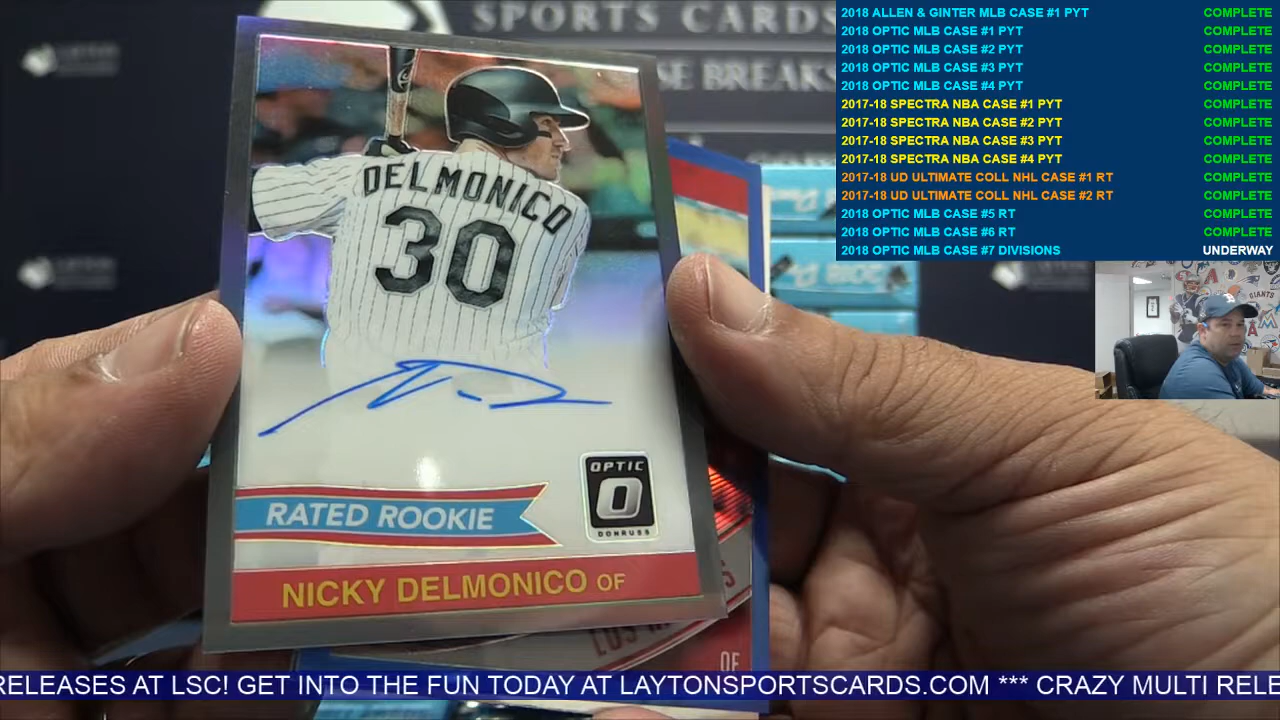 SPORTS CARDS
SE BREAKS
2018 ALLEN & GINTER MLB CASE #1 PYT COMPLETE
2018 OPTIC MLB CASE #1 PYT COMPLETE
2018 OPTIC MLB CASE #2 PYT COMPLETE
2018 OPTIC MLB CASE #3 PYT COMPLETE
2018 OPTIC MLB CASE #4 PYT COMPLETE
2017-18 SPECTRA NBA CASE #1 PYT COMPLETE
2017-18 SPECTRA NBA CASE #2 PYT COMPLETE
2017-18 SPECTRA NBA CASE #3 PYT COMPLETE
2017-18 SPECTRA NBA CASE #4 PYT COMPLETE
2017-18 UD ULTIMATE COLL NHL CASE #1 RT COMPLETE
2017-18 UD ULTIMATE COLL NHL CASE #2 RT COMPLETE
2018 OPTIC MLB CASE #5 RT COMPLETE
2018 OPTIC MLB CASE #6 RT COMPLETE
2018 OPTIC MLB CASE #7 DIVISIONS UNDERWAY
LAYTON
LAYTON
GIANTS
DELMONICO
30
OPTIC
O
DONRUSS
RATED ROOKIE
NICKY DELMONICO OF
OF
RELEASES AT LSC! GET INTO THE FUN TODAY AT LAYTONSPORTSCARDS.COM *** CRAZY MULTI RELE